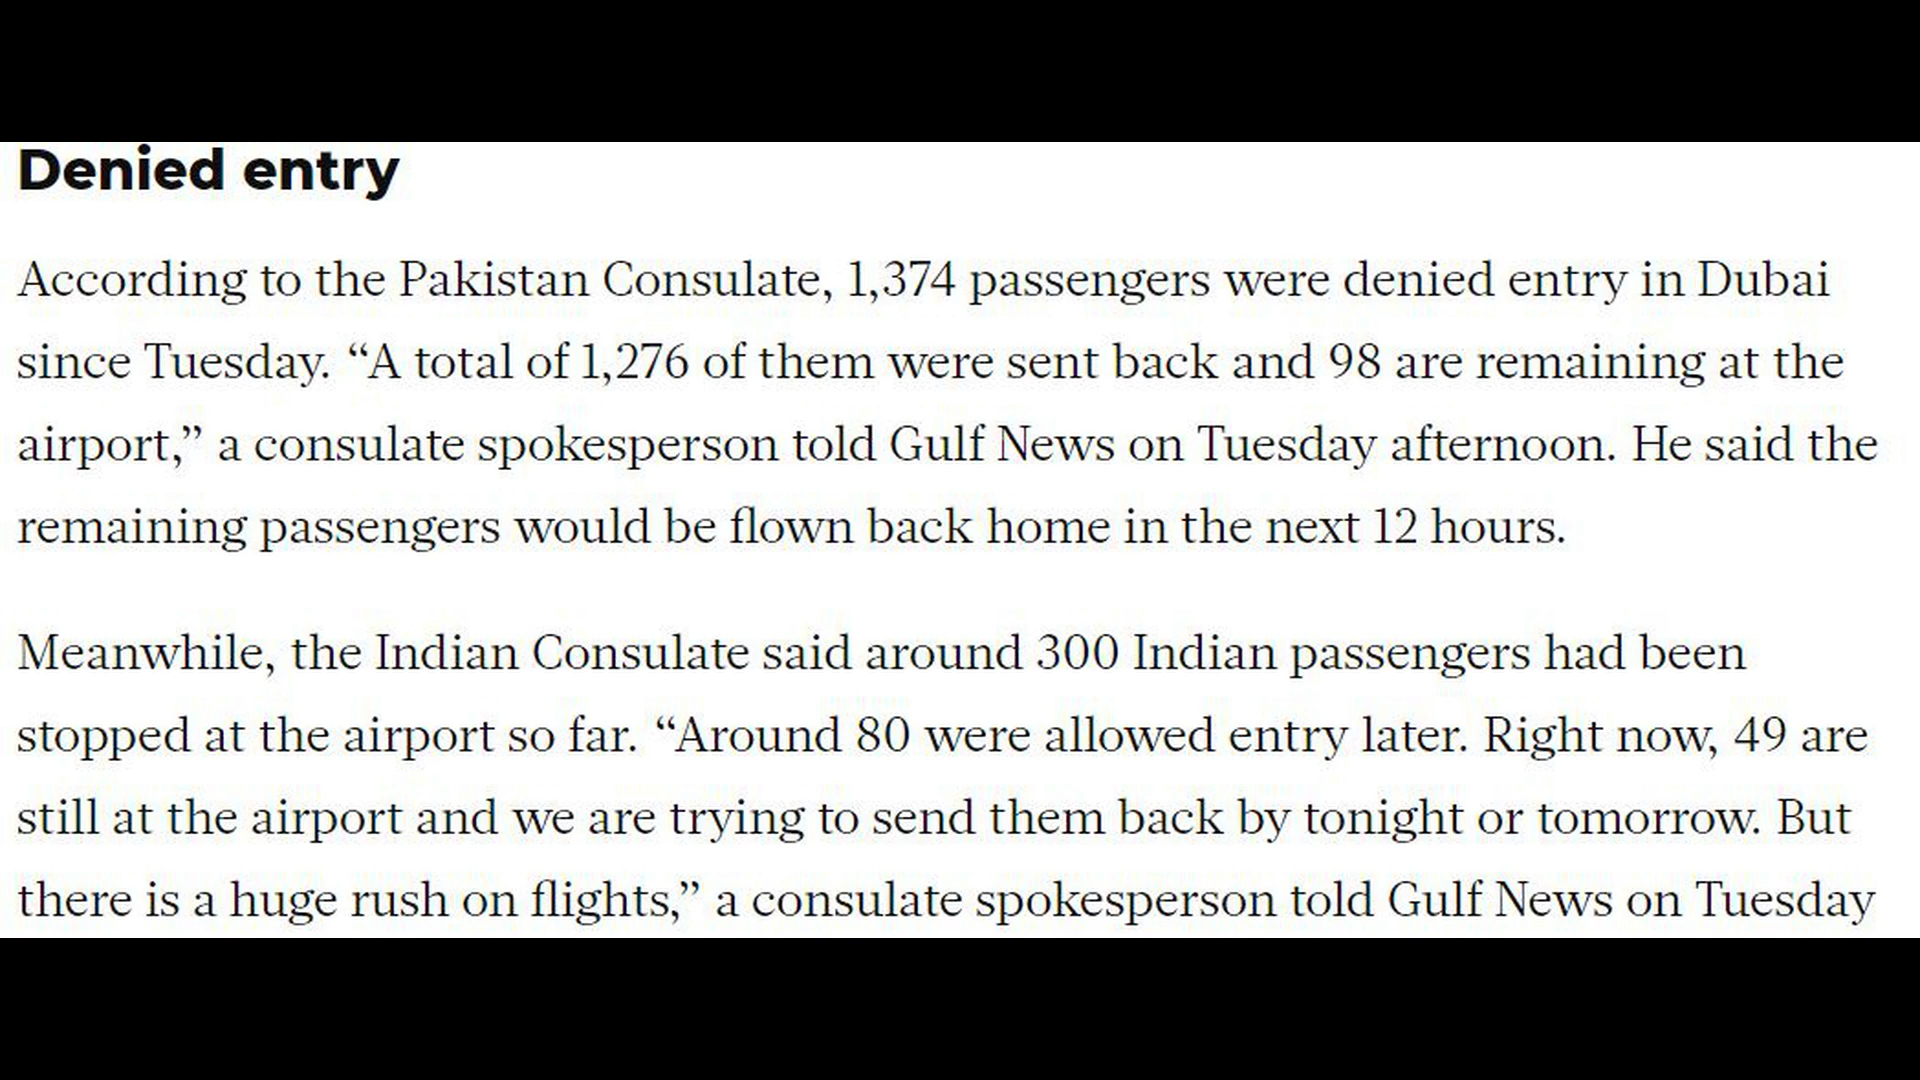 Denied entry
According to the Pakistan Consulate, 1,374 passengers were denied entry in Dubai
since Tuesday. “A total of 1,276 of them were sent back and 98 are remaining at the
airport,” a consulate spokesperson told Gulf News on Tuesday afternoon. He said the
remaining passengers would be flown back home in the next 12 hours.
Meanwhile, the Indian Consulate said around 300 Indian passengers had been
stopped at the airport so far. “Around 80 were allowed entry later. Right now, 49 are
still at the airport and we are trying to send them back by tonight or tomorrow. But
there is a huge rush on flights,” a consulate spokesperson told Gulf News on Tuesday